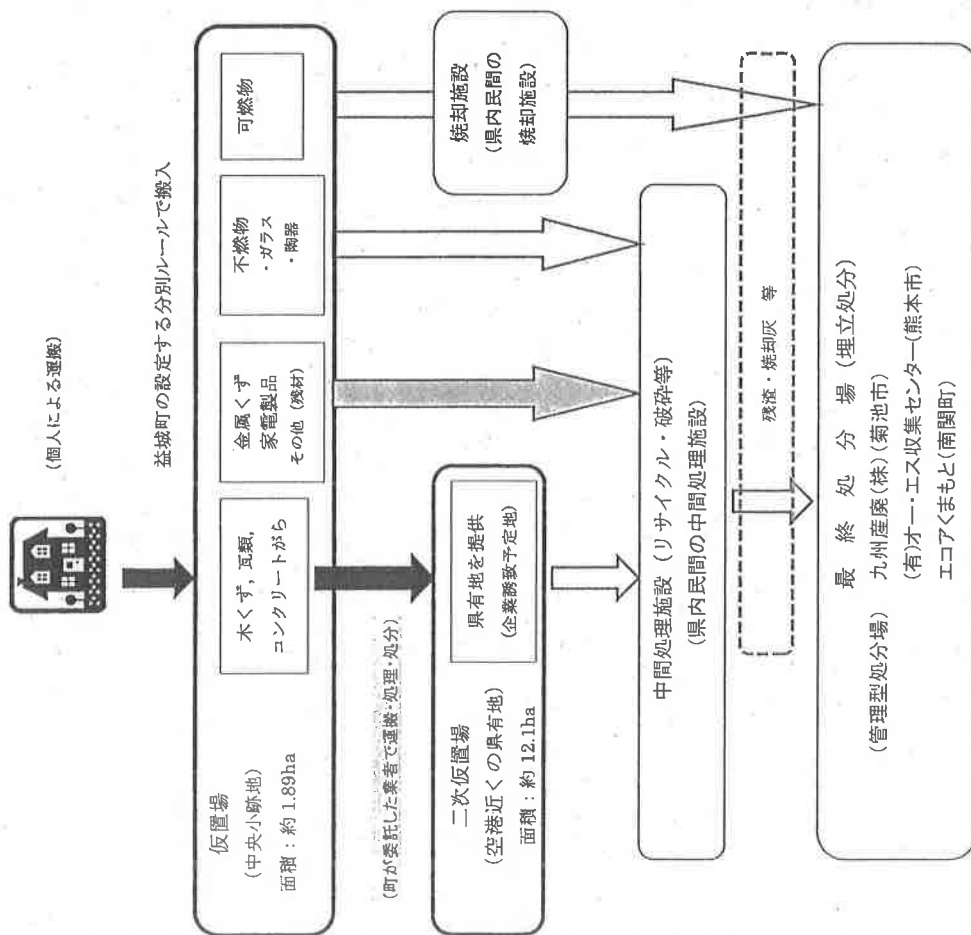 (個人による運搬)
益城町の設定する分別ルールで搬入
仮置場
(中央小跡地)
面積：約 1.89ha
木くず，瓦類，
コンクリートがら
金属くず
家電製品
その他 (残材)
不燃物
・ガラス
・陶器
可燃物
(町が委託した業者で運搬・処理・処分)
二次仮置場
(空港近くの県有地)
面積：約 12.1ha
県有地を提供
(企業誘致予定地)
焼却施設
(県内民間の
焼却施設)
中間処理施設 (リサイクル・破砕等)
(県内民間の中間処理施設)
残渣・焼却灰 等
最 終 処 分 場 (埋立処分)
(管理型処分場) 九州産廃(株)(菊池市)
(有)オー・エス収集センター(熊本市)
エコアくまもと(南関町)